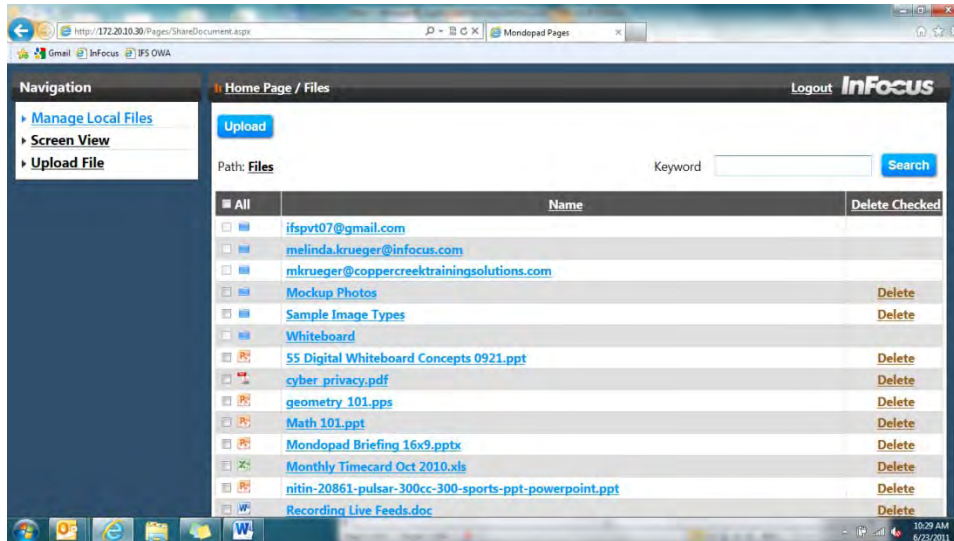 http://172.20.10.30/Pages/ShareDocument.aspx
Mondopad Pages
Gmail InFocus IFS OWA
Navigation
Manage Local Files
Screen View
Upload File
Home Page / Files
Logout InFocus
Upload
Path: Files
Keyword
Search
All Name Delete Checked
ifspvt07@gmail.com
melinda.krueger@infocus.com
mkrueger@coppercreektrainingsolutions.com
Mockup Photos Delete
Sample Image Types Delete
Whiteboard
55 Digital Whiteboard Concepts 0921.ppt Delete
cyber privacy.pdf Delete
geometry 101.pps Delete
Math 101.ppt Delete
Mondopad Briefing 16x9.pptx Delete
Monthly Timecard Oct 2010.xls Delete
nitin-20861-pulsar-300cc-300-sports-ppt-powerpoint.ppt Delete
Recording Live Feeds.doc Delete
10:29 AM
6/23/2011